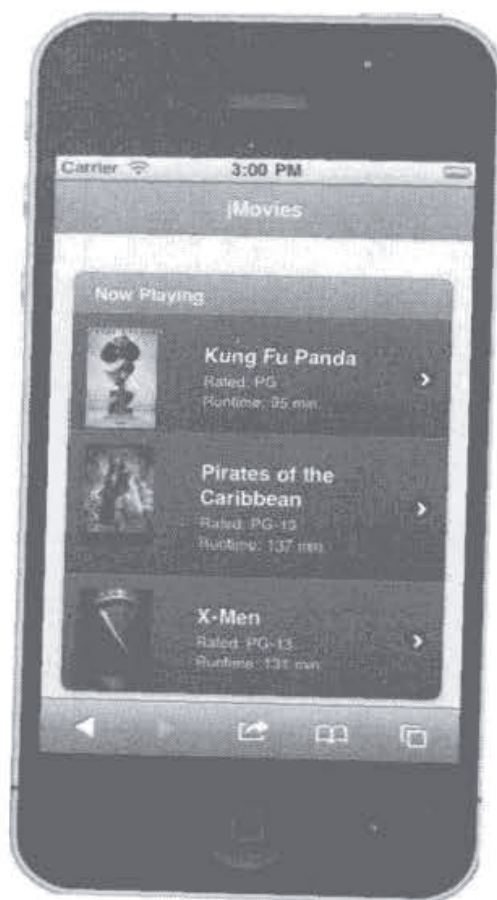 Carrier
3:00 PM
jMovies
Now Playing
Kung Fu Panda
Rated: PG
Runtime: 95 min.
Pirates of the
Caribbean
Rated: PG-13
Runtime: 137 min.
X-Men
Rated: PG-13
Runtime: 131 min.